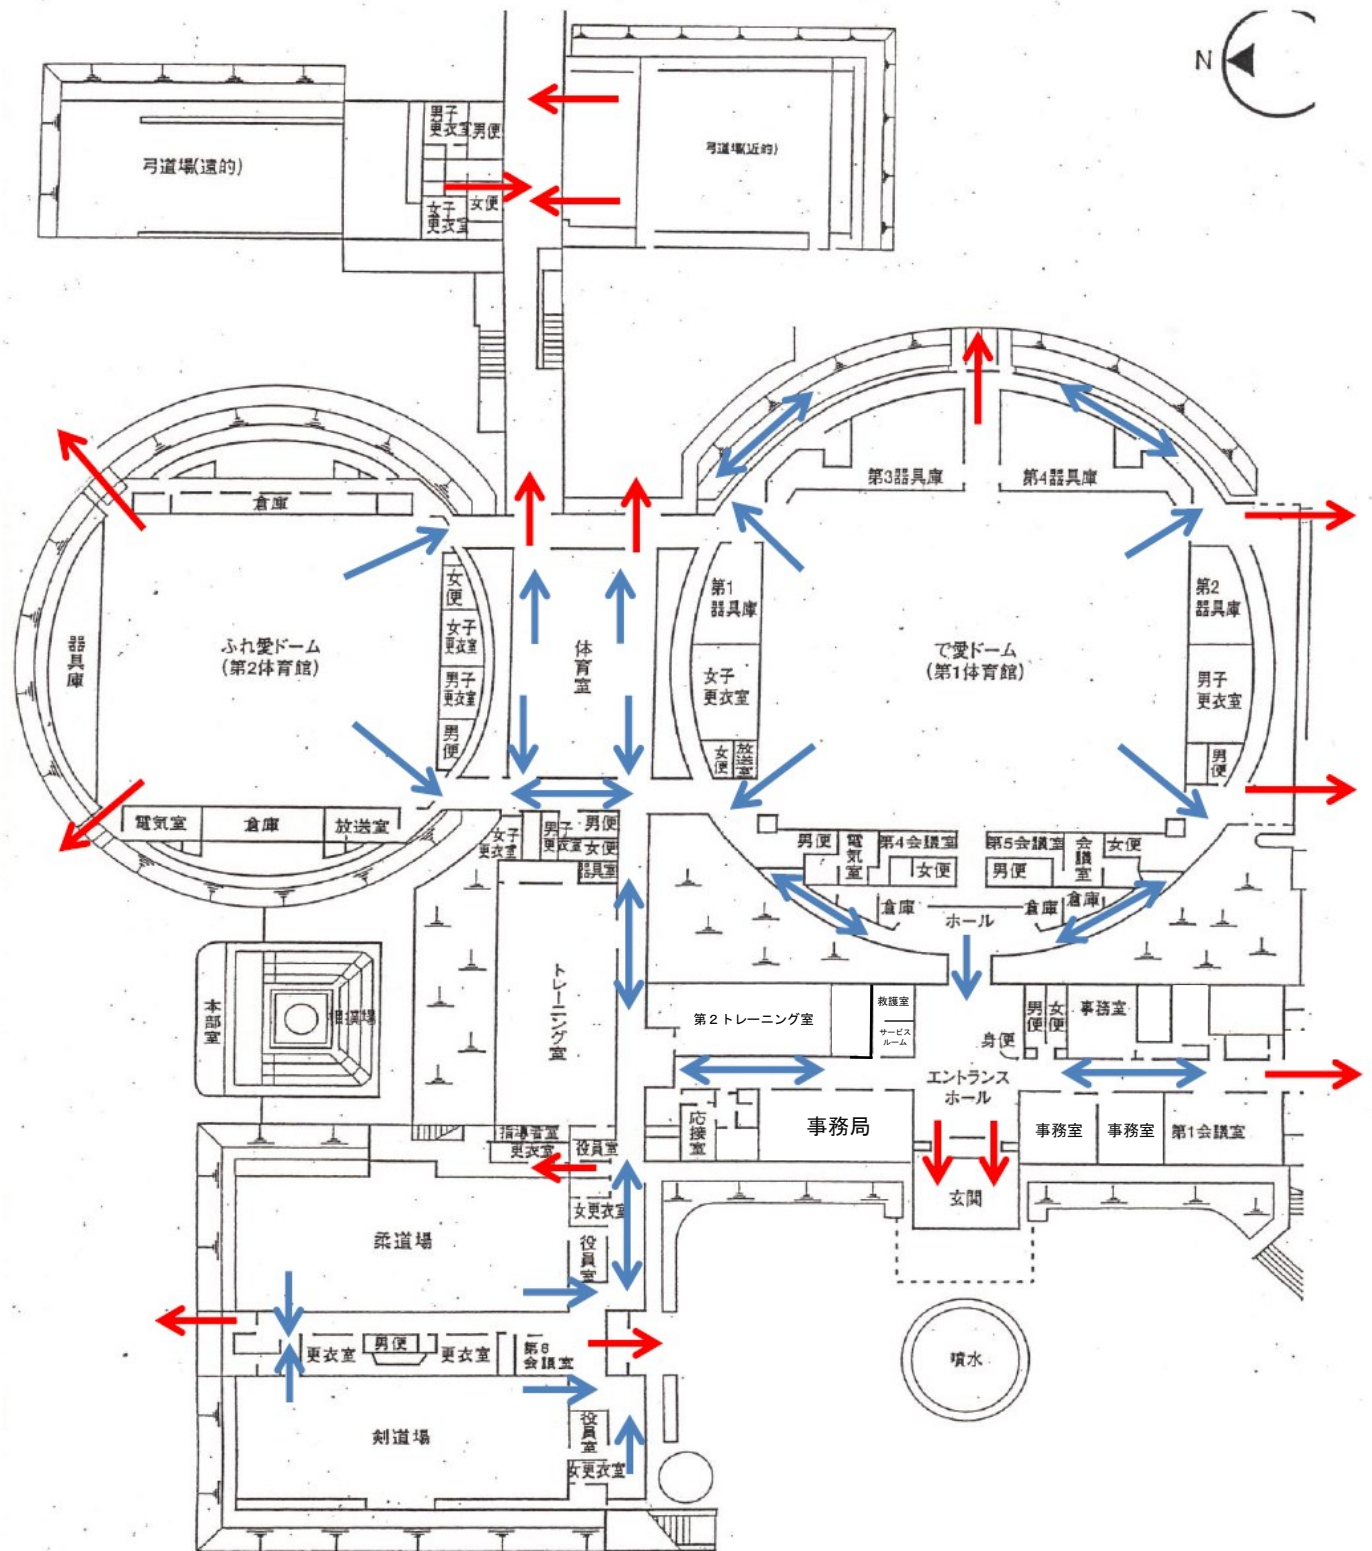 N
男子
更衣室
男便
弓道場(近的)
弓道場(遠的)
女子
更衣室
女便
倉庫
第3器具庫
第4器具庫
女便
女子
更衣室
男子
更衣室
男便
器具庫
ふれ愛ドーム
(第2体育館)
体育室
第1
器具庫
女子
更衣室
女便
放送室
で愛ドーム
(第1体育館)
第2
器具庫
男子
更衣室
男便
電気室
倉庫
放送室
女子
更衣室
男子
更衣室
男便
女便
器具室
男便
電気室
第4会議室
女便
第5会議室
男便
会議室
女便
倉庫
ホール
倉庫
倉庫
本部室
相撲場
トレーニング室
第2トレーニング室
救護室
サービス
ルーム
身便
男便
女便
事務室
エントランス
ホール
応接室
事務局
事務室
事務室
第1会議室
指導者室
更衣室
役員室
玄関
女更衣室
柔道場
役員室
更衣室
男便
更衣室
第6
会議室
噴水
剣道場
役員室
女更衣室